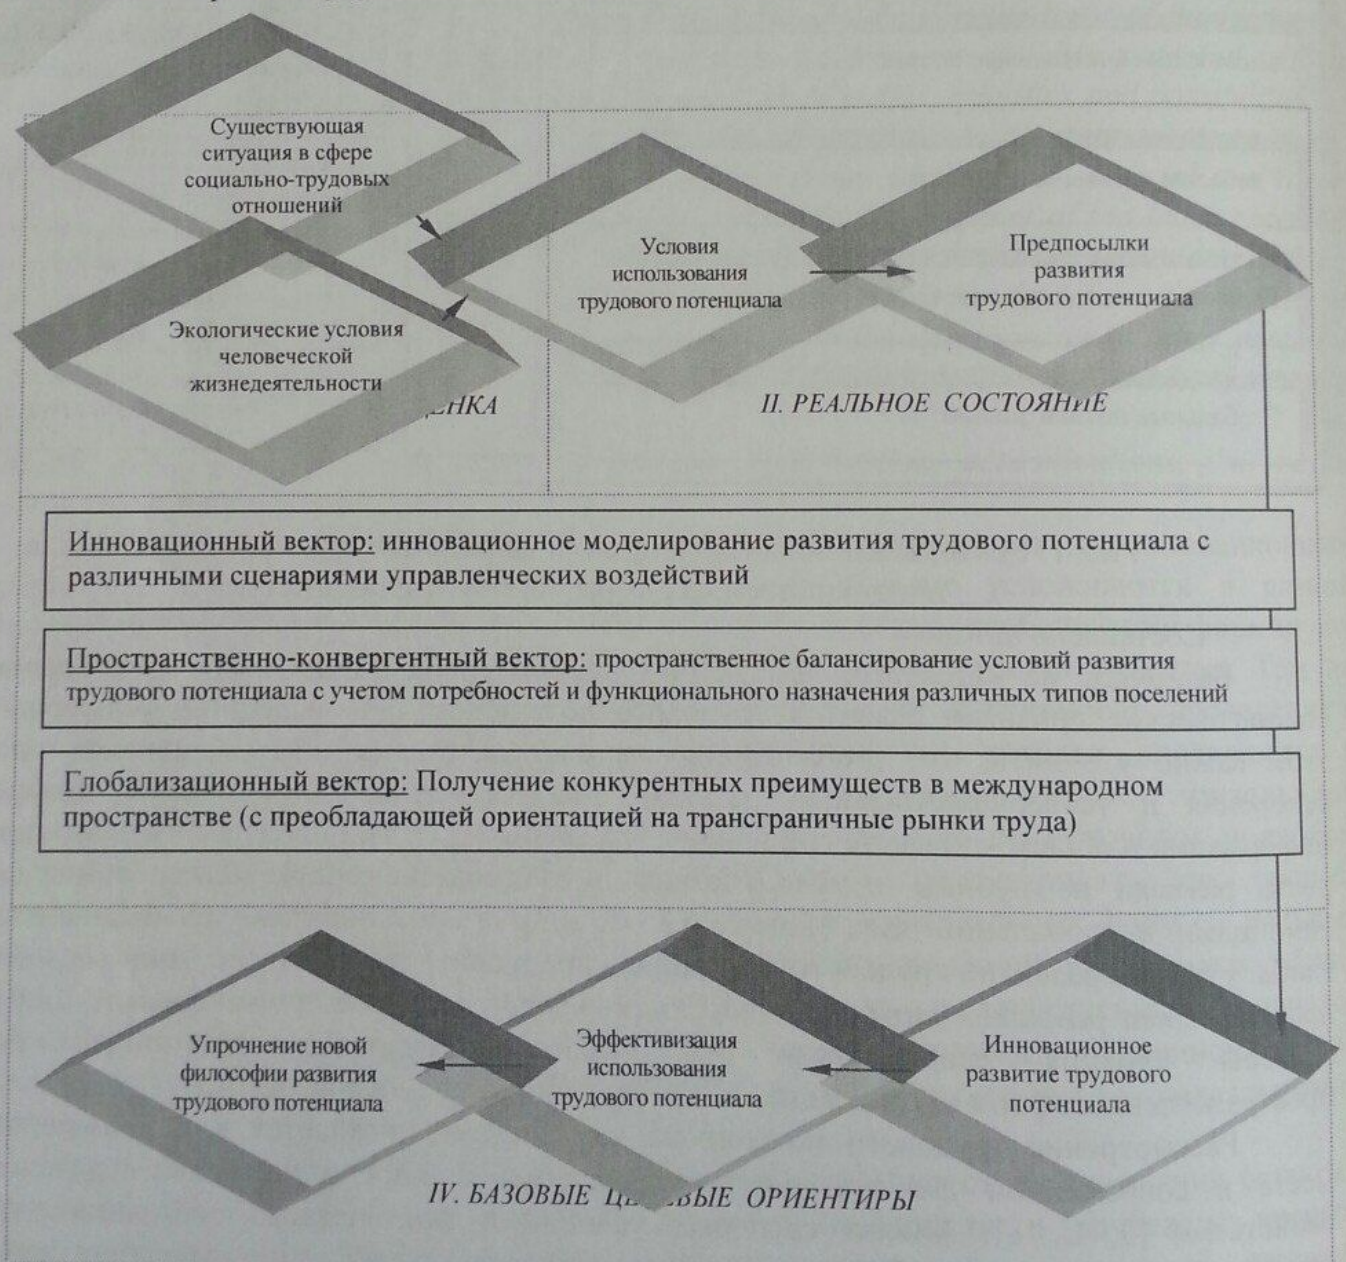 Существующая
ситуация в сфере
социально-трудовых
отношений
Экологические условия
человеческой
жизнедеятельности
Условия
использования
трудового потенциала
Предпосылки
развития
трудового потенциала
II. РЕАЛЬНОЕ СОСТОЯНИЕ
Инновационный вектор: инновационное моделирование развития трудового потенциала с
различными сценариями управленческих воздействий
Пространственно-конвергентный вектор: пространственное балансирование условий развития
трудового потенциала с учетом потребностей и функционального назначения различных типов поселений
Глобализационный вектор: Получение конкурентных преимуществ в международном
пространстве (с преобладающей ориентацией на трансграничные рынки труда)
Упрочнение новой
философии развития
трудового потенциала
Эффективизация
использования
трудового потенциала
Инновационное
развитие трудового
потенциала
IV. БАЗОВЫЕ ОРИЕНТИРЫ